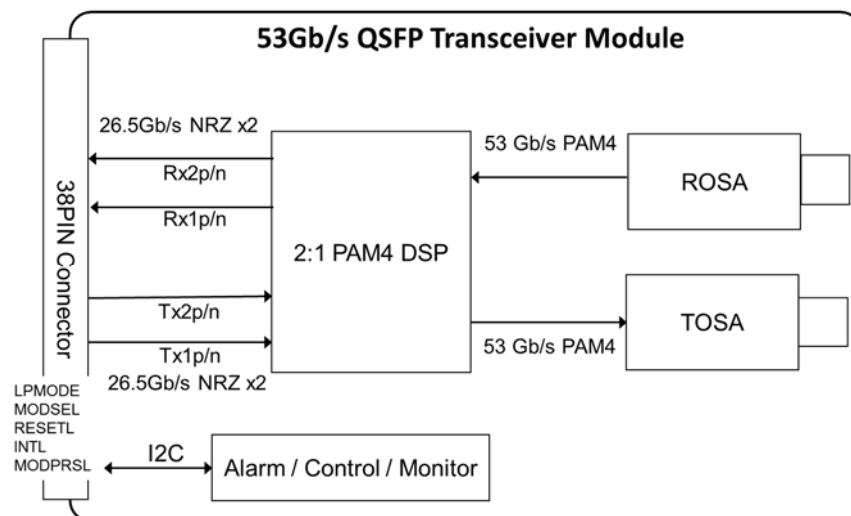 53Gb/s QSFP Transceiver Module
26.5Gb/s NRZ x2
Rx2p/n
Rx1p/n
Tx2p/n
Tx1p/n
26.5Gb/s NRZ x2
38PIN Connector
2:1 PAM4 DSP
53 Gb/s PAM4
ROSA
53 Gb/s PAM4
TOSA
LPMODE
MODSEL
RESETL
INTL
MODPRSL
I2C
Alarm / Control / Monitor